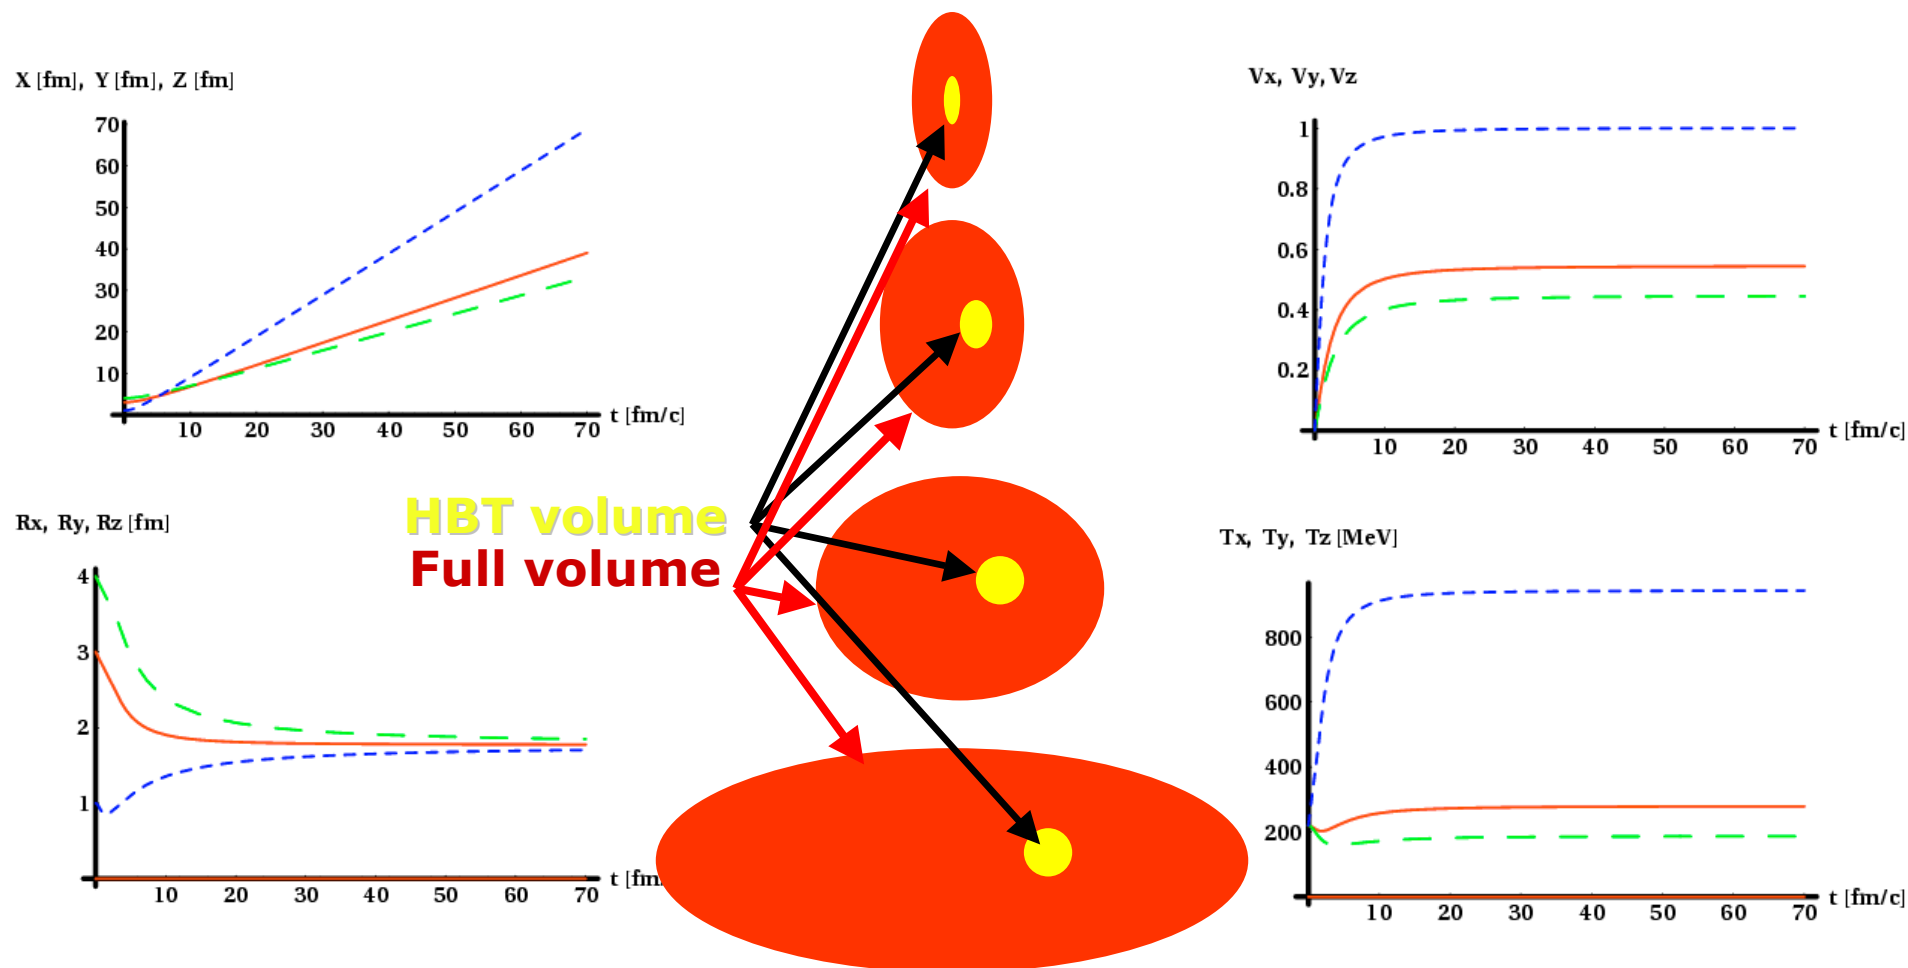 X [fm], Y [fm], Z [fm]
70
60
50
40
30
20
10
10 20 30 40 50 60 70
t [fm/c]
Vx, Vy, Vz
1
0.8
0.6
0.4
0.2
10 20 30 40 50 60 70
t [fm/c]
HBT volume
Full volume
Rx, Ry, Rz [fm]
4
3
2
1
10 20 30 40 50 60 70
t [fm
Tx, Ty, Tz [MeV]
800
600
400
200
10 20 30 40 50 60 70
t [fm/c]